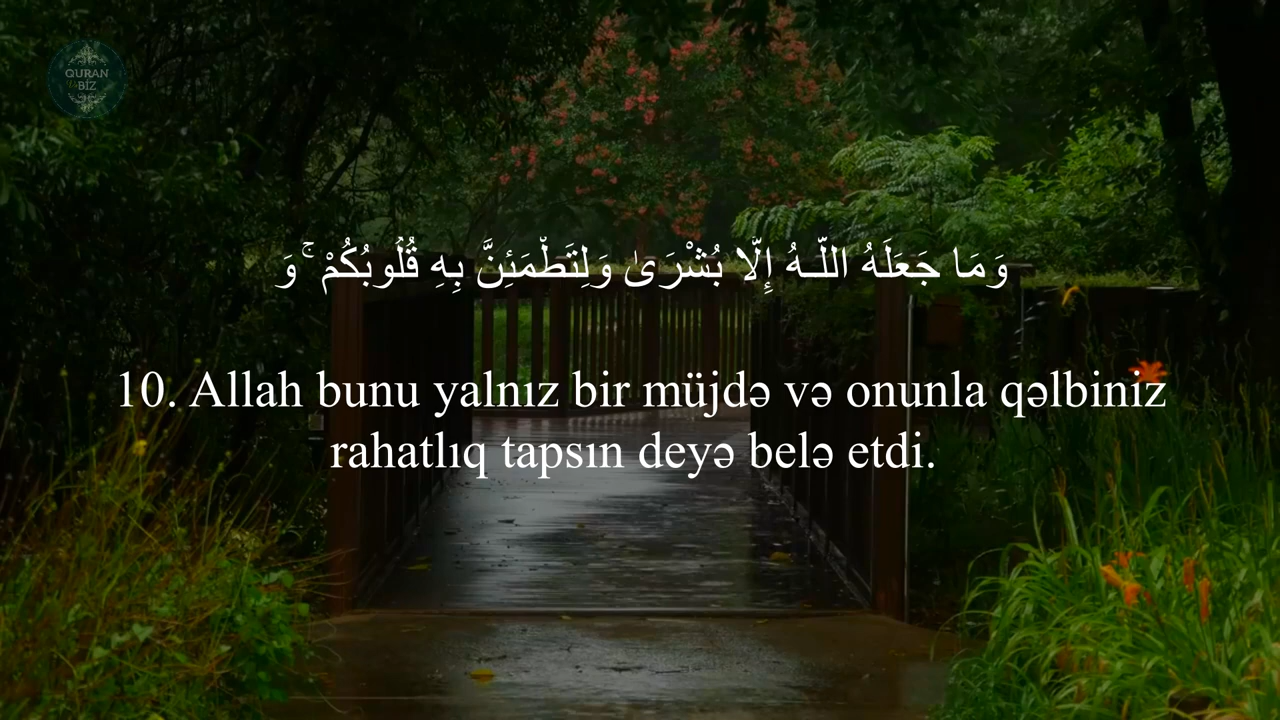 QURAN
BİZ
وَمَا جَعَلَهُ اللَّـهُ إِلَّا بُشْرَىٰ وَلِتَطْمَئِنَّ بِهِ قُلُوبُكُمْ ۚ وَ
10. Allah bunu yalnız bir müjdə və onunla qəlbiniz
rahatlıq tapsın deyə belə etdi.